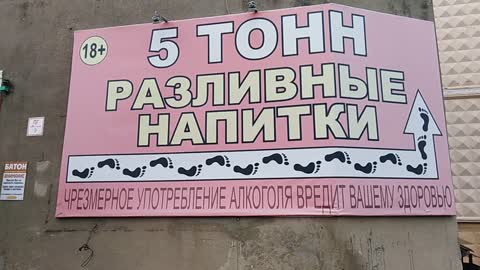 18+
5 ТОНН
РАЗЛИВНЫЕ
НАПИТКИ
ЧРЕЗМЕРНОЕ УПОТРЕБЛЕНИЕ АЛКОГОЛЯ ВРЕДИТ ВАШЕМУ ЗДОРОВЬЮ
БАТОН